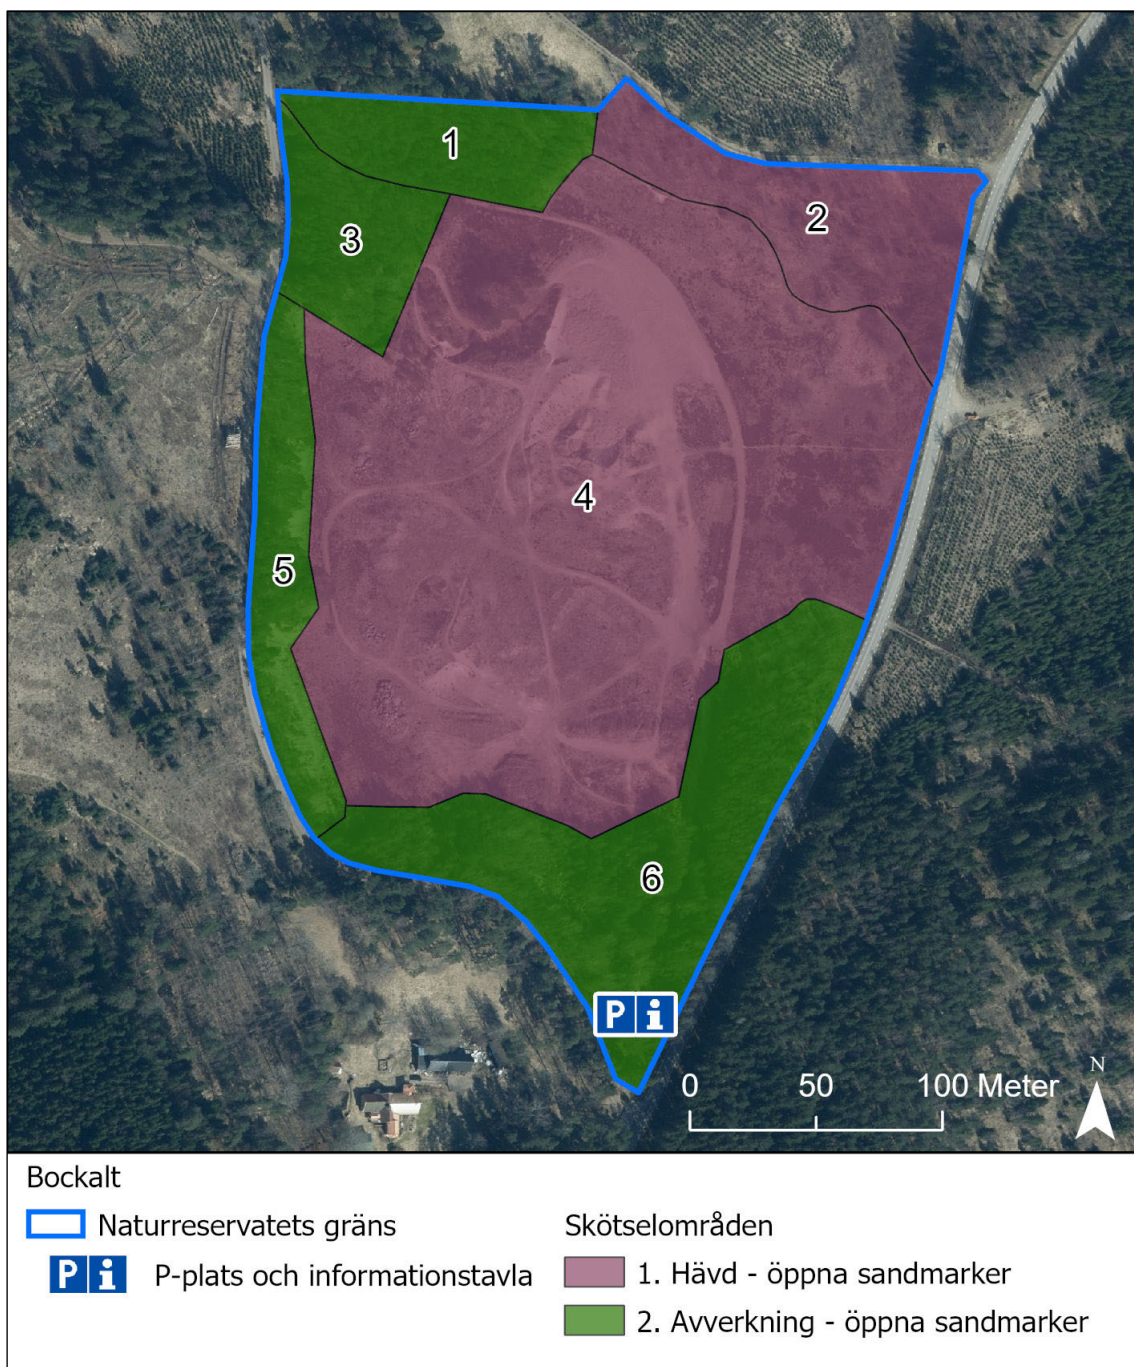 1
2
3
4
5
6
P i
0 50 100 Meter
N
Bockalt
Naturreservatets gräns
P i P-plats och informationstavla
Skötselområden
1. Hävd - öppna sandmarker
2. Avverkning - öppna sandmarker